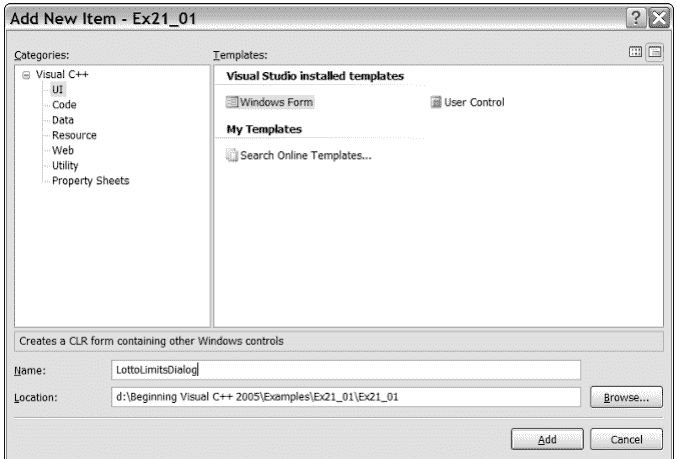 Add New Item - Ex21_01
Categories:
Templates:
Visual C++
UI
Code
Data
Resource
Web
Utility
Property Sheets
Visual Studio installed templates
Windows Form
User Control
My Templates
Search Online Templates...
Creates a CLR form containing other Windows controls
Name:
LottoLimitsDialog
Location:
d:\Beginning Visual C++ 2005\Examples\Ex21_01\Ex21_01
Browse...
Add
Cancel